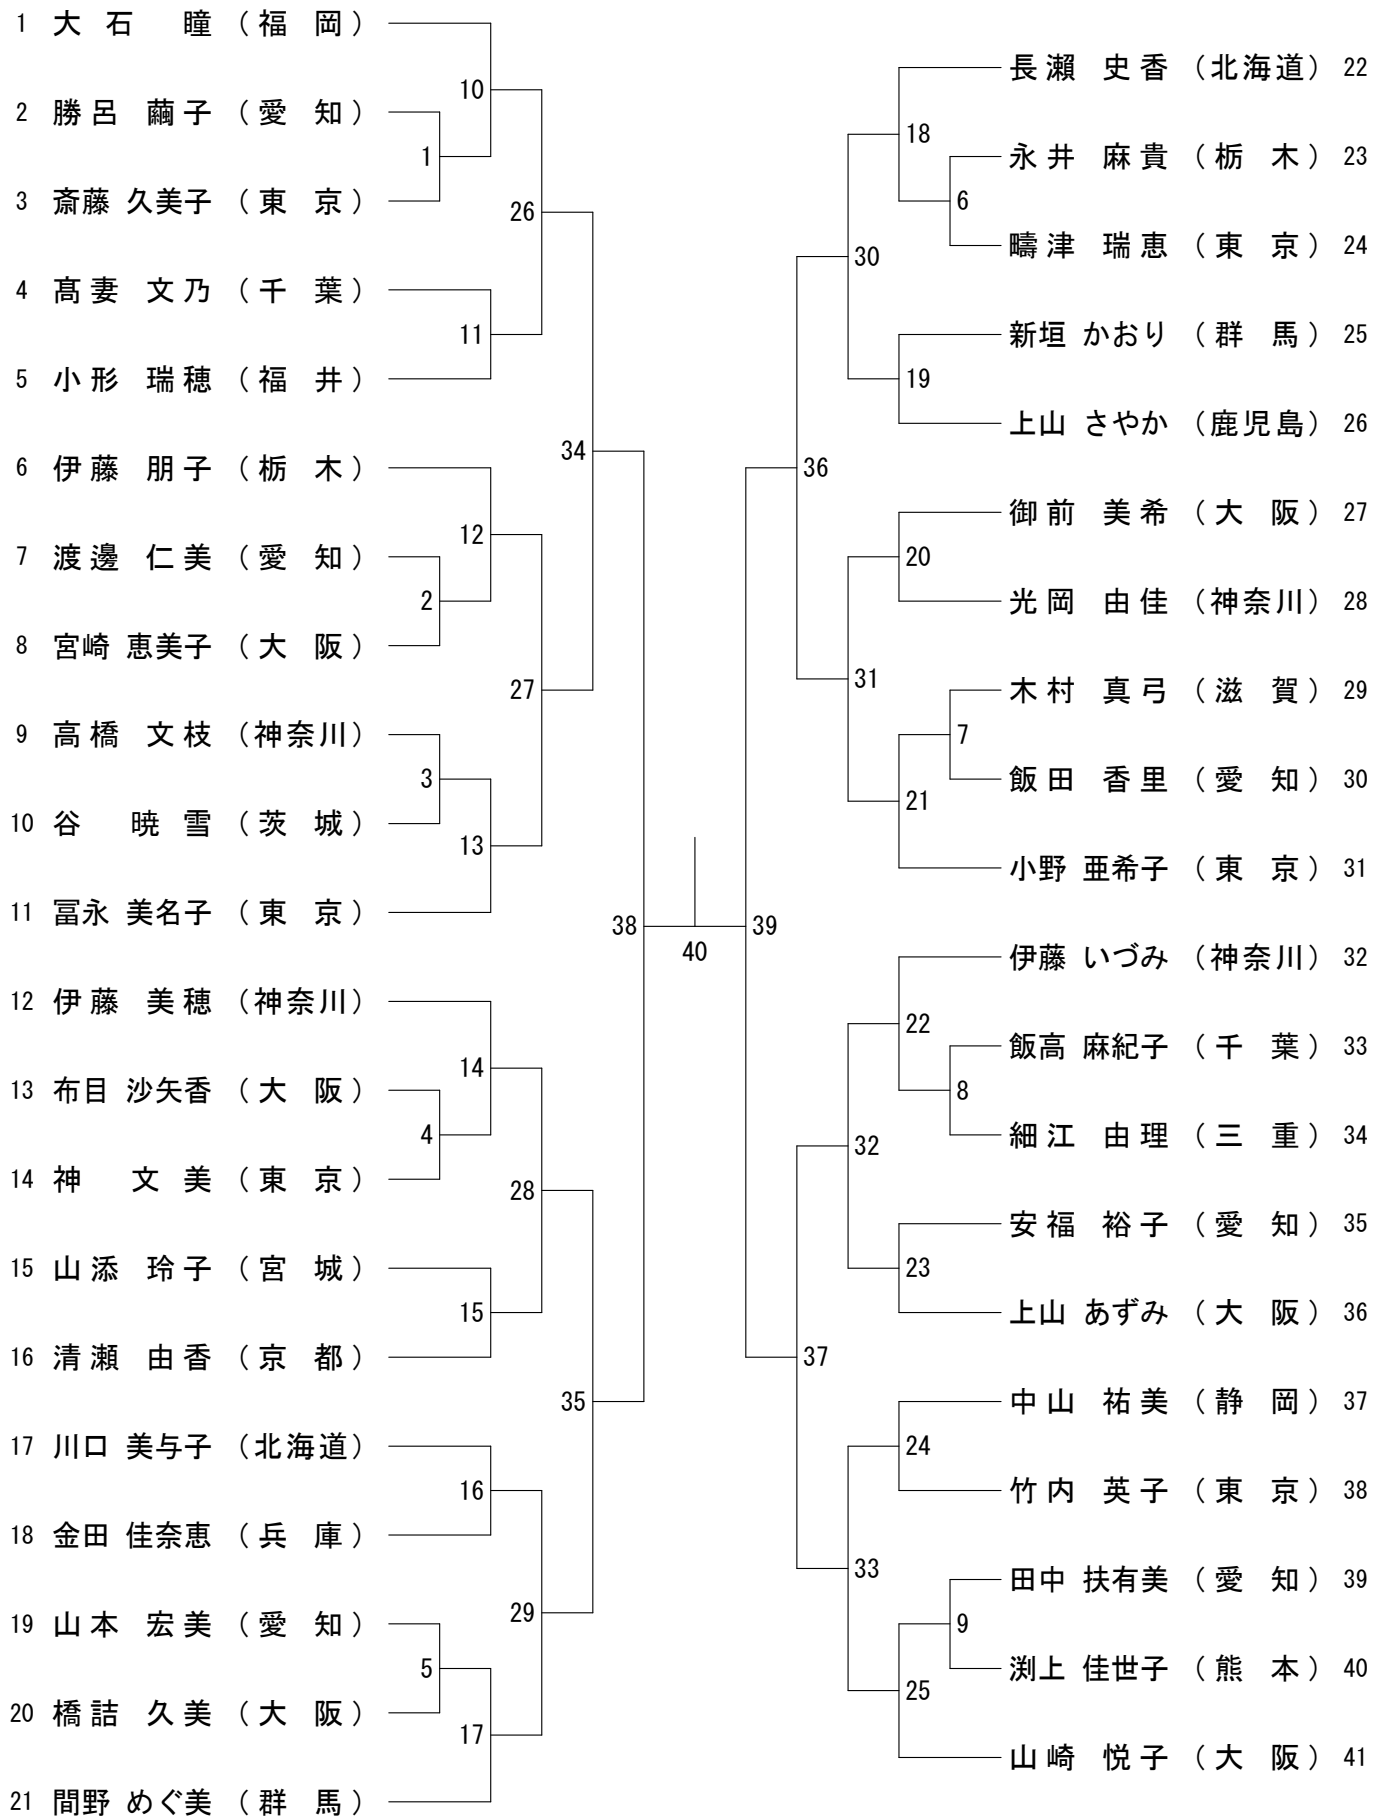 1 大石 瞳 (福岡)
2 勝呂 繭子 (愛知)
3 斎藤 久美子 (東京)
4 髙妻 文乃 (千葉)
5 小形 瑞穂 (福井)
6 伊藤 朋子 (栃木)
7 渡邊 仁美 (愛知)
8 宮崎 恵美子 (大阪)
9 高橋 文枝 (神奈川)
10 谷 暁雪 (茨城)
11 冨永 美名子 (東京)
12 伊藤 美穂 (神奈川)
13 布目 沙矢香 (大阪)
14 神 文美 (東京)
15 山添 玲子 (宮城)
16 清瀬 由香 (京都)
17 川口 美与子 (北海道)
18 金田 佳奈恵 (兵庫)
19 山本 宏美 (愛知)
20 橋詰 久美 (大阪)
21 間野 めぐ美 (群馬)
10
1
26
11
34
12
2
27
3
13
38
14
4
28
15
35
16
29
5
17
40
39
18
6
30
19
36
20
31
7
21
22
8
32
23
37
24
33
9
25
長瀬 史香 (北海道) 22
永井 麻貴 (栃木) 23
疇津 瑞恵 (東京) 24
新垣 かおり (群馬) 25
上山 さやか (鹿児島) 26
御前 美希 (大阪) 27
光岡 由佳 (神奈川) 28
木村 真弓 (滋賀) 29
飯田 香里 (愛知) 30
小野 亜希子 (東京) 31
伊藤 いづみ (神奈川) 32
飯高 麻紀子 (千葉) 33
細江 由理 (三重) 34
安福 裕子 (愛知) 35
上山 あずみ (大阪) 36
中山 祐美 (静岡) 37
竹内 英子 (東京) 38
田中 扶有美 (愛知) 39
渕上 佳世子 (熊本) 40
山崎 悦子 (大阪) 41